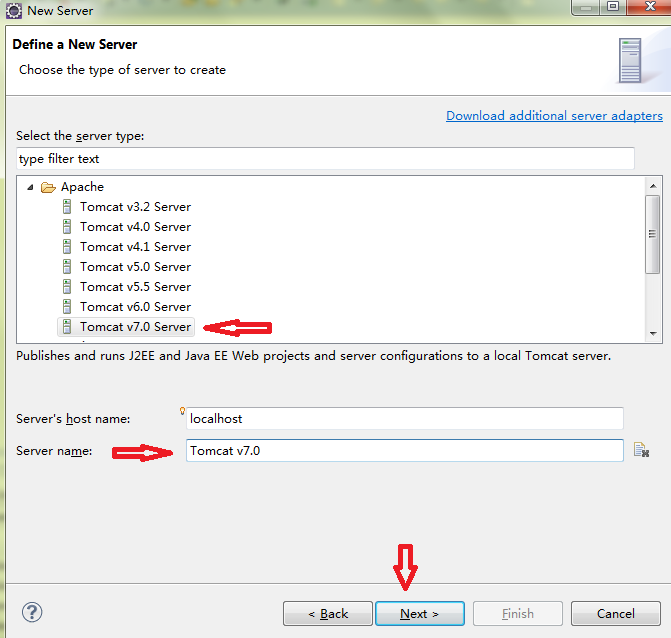 New Server
Define a New Server
Choose the type of server to create
Download additional server adapters
Select the server type:
type filter text
Apache
Tomcat v3.2 Server
Tomcat v4.0 Server
Tomcat v4.1 Server
Tomcat v5.0 Server
Tomcat v5.5 Server
Tomcat v6.0 Server
Tomcat v7.0 Server
Publishes and runs J2EE and Java EE Web projects and server configurations to a local Tomcat server.
Server's host name: localhost
Server name: Tomcat v7.0
? < Back Next > Finish Cancel